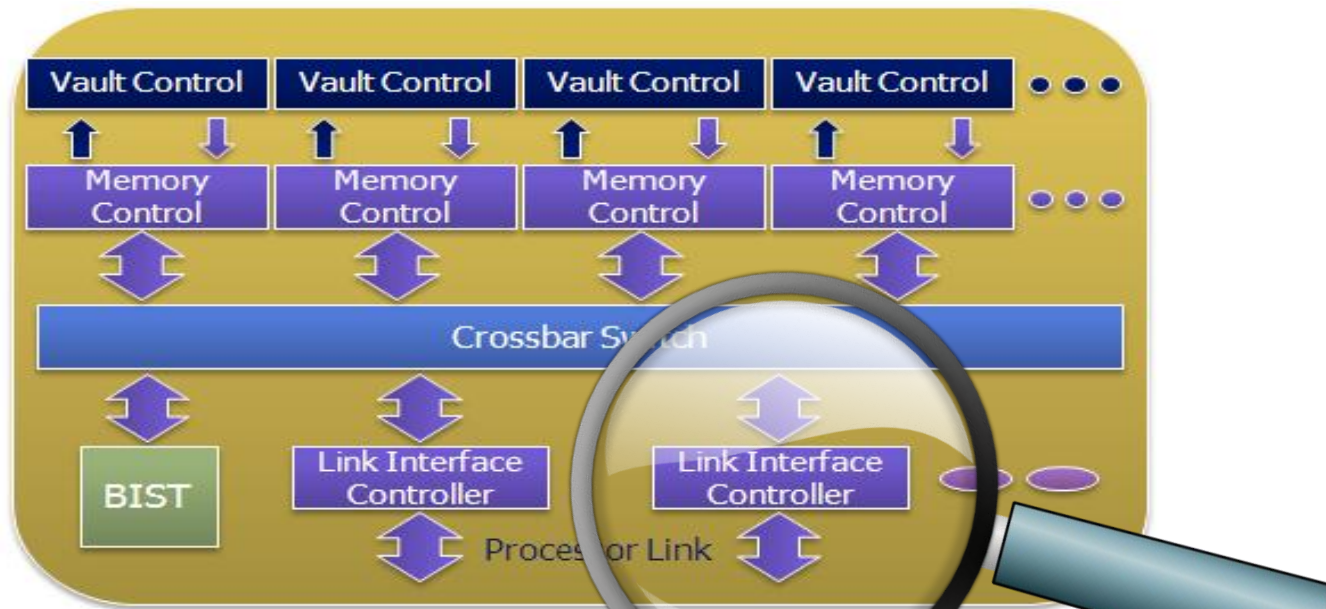 Vault Control
Vault Control
Vault Control
Vault Control
Memory
Control
Memory
Control
Memory
Control
Memory
Control
Crossbar Switch
BIST
Link Interface
Controller
Link Interface
Controller
Processor Link